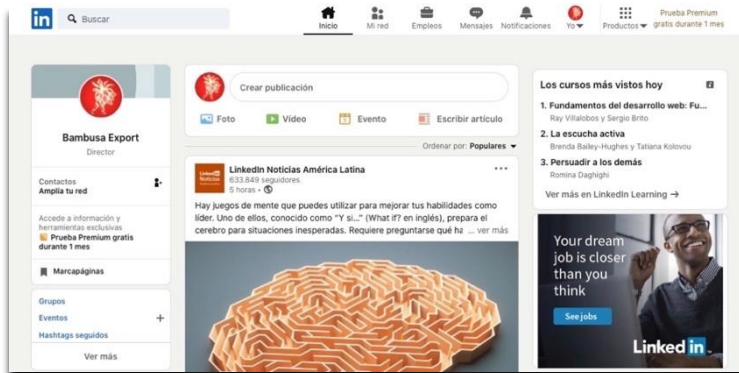 in
Buscar
Inicio
Mi red
Empleos
Mensajes
Notificaciones
Yo
Productos
Prueba Premium
gratis durante 1 mes
Bambusa Export
Director
Contactos
Amplía tu red
Accede a información y
herramientas exclusivas
Prueba Premium gratis
durante 1 mes
Marcapáginas
Grupos
Eventos
+
Hashtags seguidos
Ver más
Crear publicación
Foto
Vídeo
Evento
Escribir artículo
Ordenar por: Populares
LinkedIn Noticias América Latina
633.849 seguidores
5 horas •
Hay juegos de mente que puedes utilizar para mejorar tus habilidades como
líder. Uno de ellos, conocido como "Y si..." (What if? en inglés), prepara el
cerebro para situaciones inesperadas. Requiere preguntarse qué ha ... ver más
Los cursos más vistos hoy
1. Fundamentos del desarrollo web: Fu...
Ray Villalobos y Sergio Brito
2. La escucha activa
Brenda Bailey-Hughes y Tatiana Kolovou
3. Persuadir a los demás
Romina Daghighi
Ver más en LinkedIn Learning →
Your dream
job is closer
than you
think
See jobs
Linked in